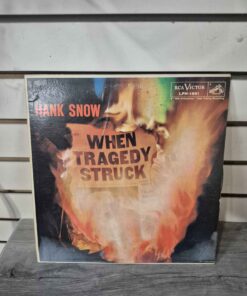 RCA VICTOR
HANK SNOW
WHEN
TRAGEDY
STRUCK